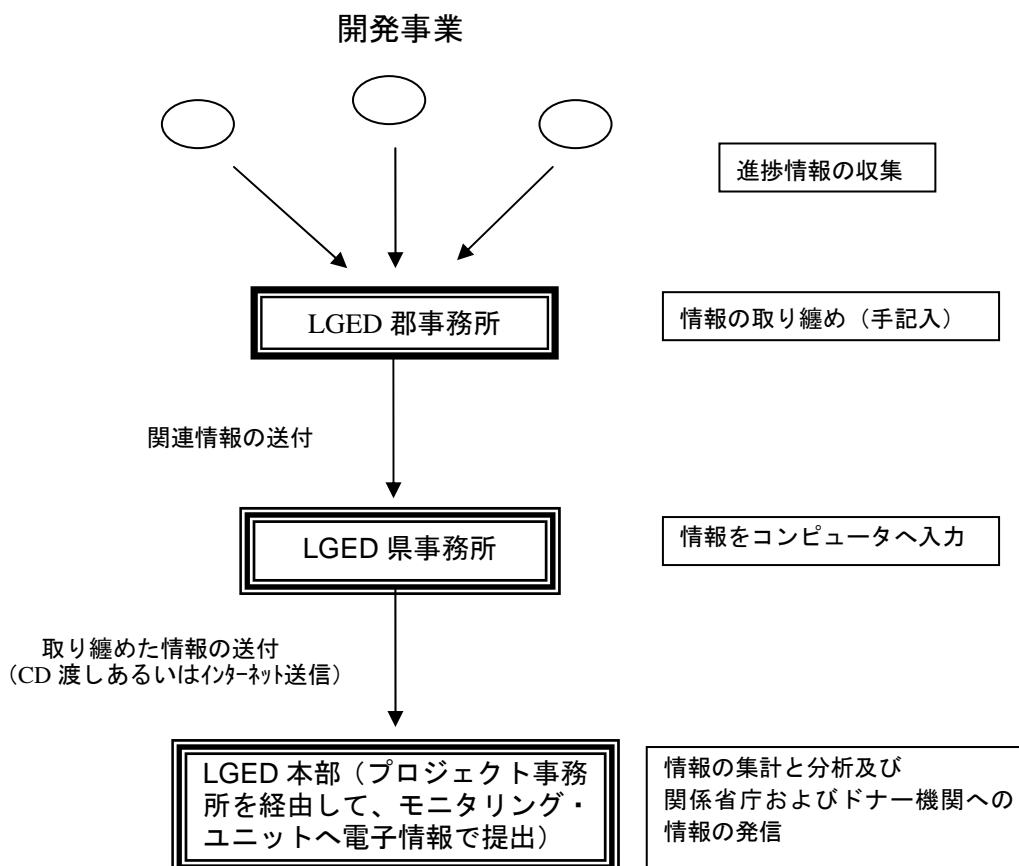 開発事業
進捗情報の収集
LGED 郡事務所
情報の取り纏め（手記入）
関連情報の送付
LGED 県事務所
情報をコンピュータへ入力
取り纏めた情報の送付
（CD 渡しあるいはｲﾝﾀｰﾈｯﾄ送信）
LGED 本部（プロジェクト事務
所を経由して、モニタリング・
ユニットへ電子情報で提出）
情報の集計と分析及び
関係省庁およびドナー機関への
情報の発信